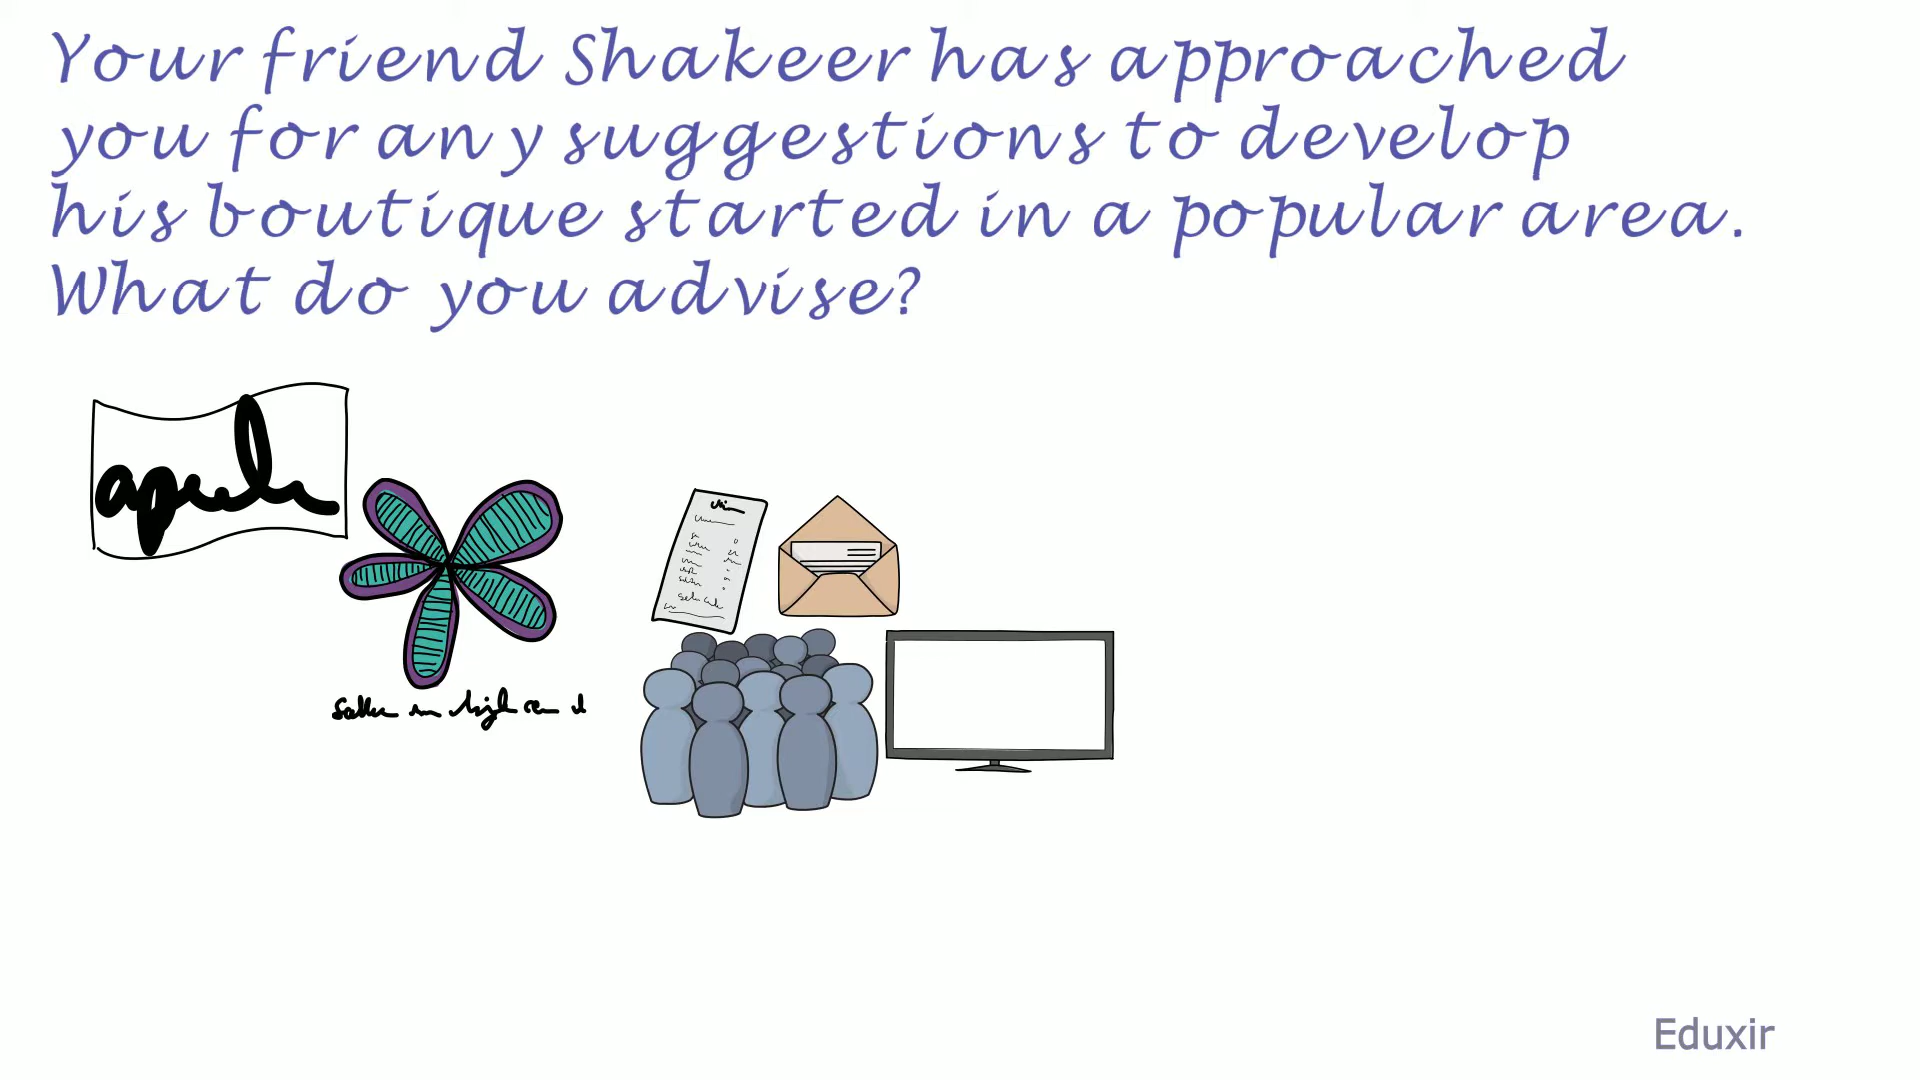 Your friend Shakeer has approached
you for any suggestions to develop
his boutique started in a popular area.
What do you advise?
Eduxir